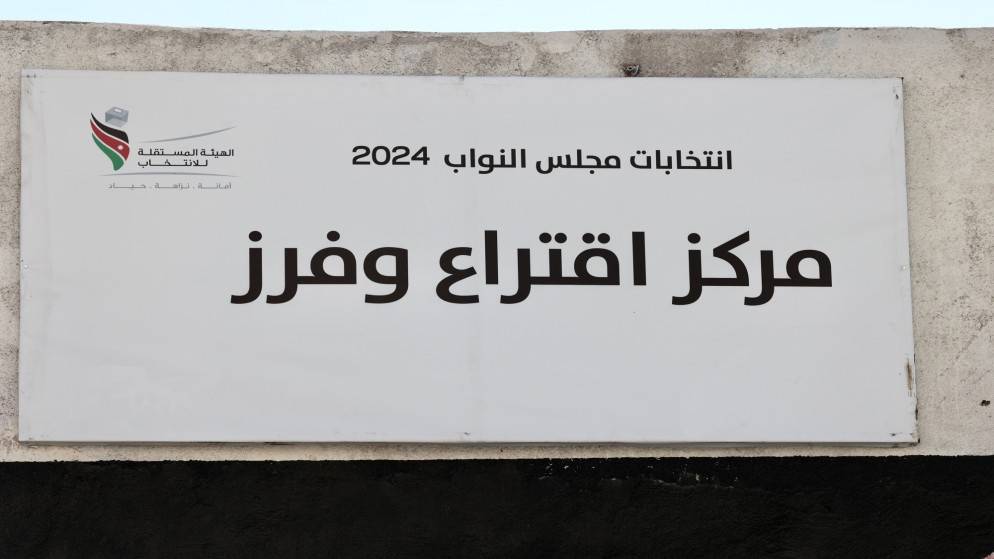 انتخابات مجلس النواب 2024
الهيئة المستقلة
للانتخاب
أمانة . نزاهة . حياد
مركز اقتراع وفرز